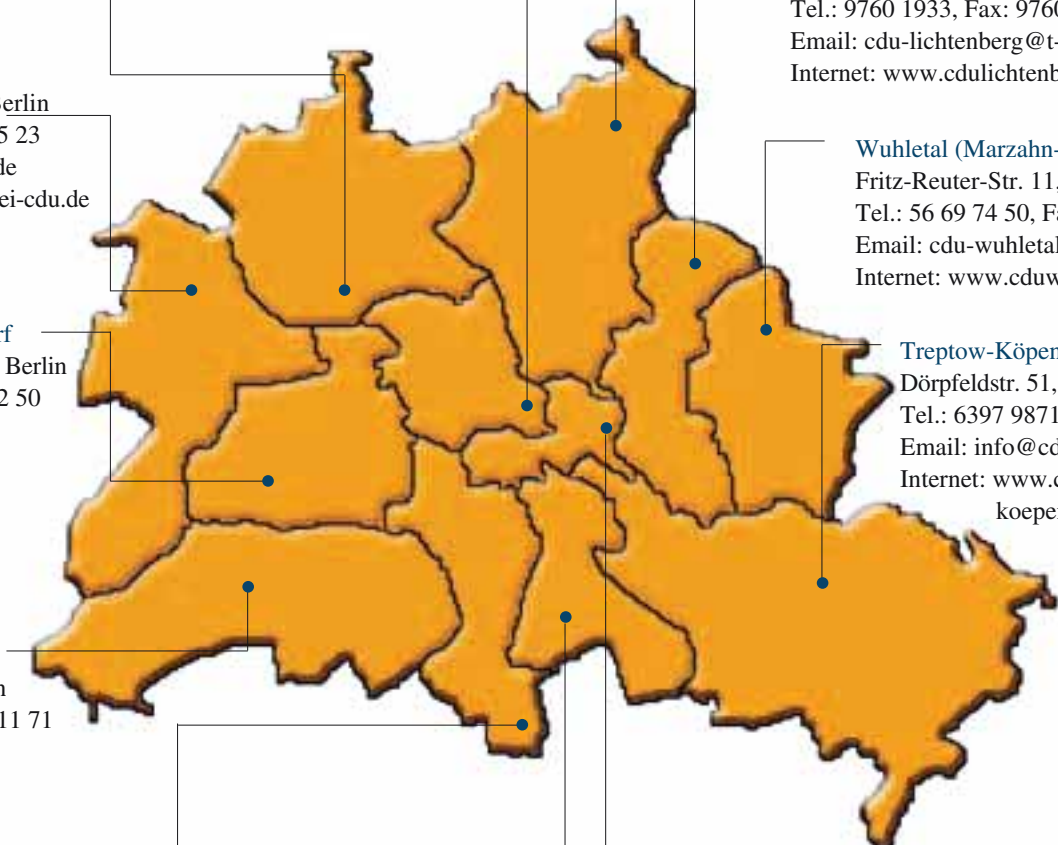 Tel.: 9760 1933, Fax: 9760
Email: cdu-lichtenberg@t-
Internet: www.cdulichtenb
Berlin
5 23
de
ei-cdu.de
Wuhletal (Marzahn-
Fritz-Reuter-Str. 11,
Tel.: 56 69 74 50, Fa
Email: cdu-wuhletal
Internet: www.cduw
rf
Berlin
2 50
Treptow-Köpen
Dörpfeldstr. 51,
Tel.: 6397 9871
Email: info@cd
Internet: www.c
koepe
n
11 71